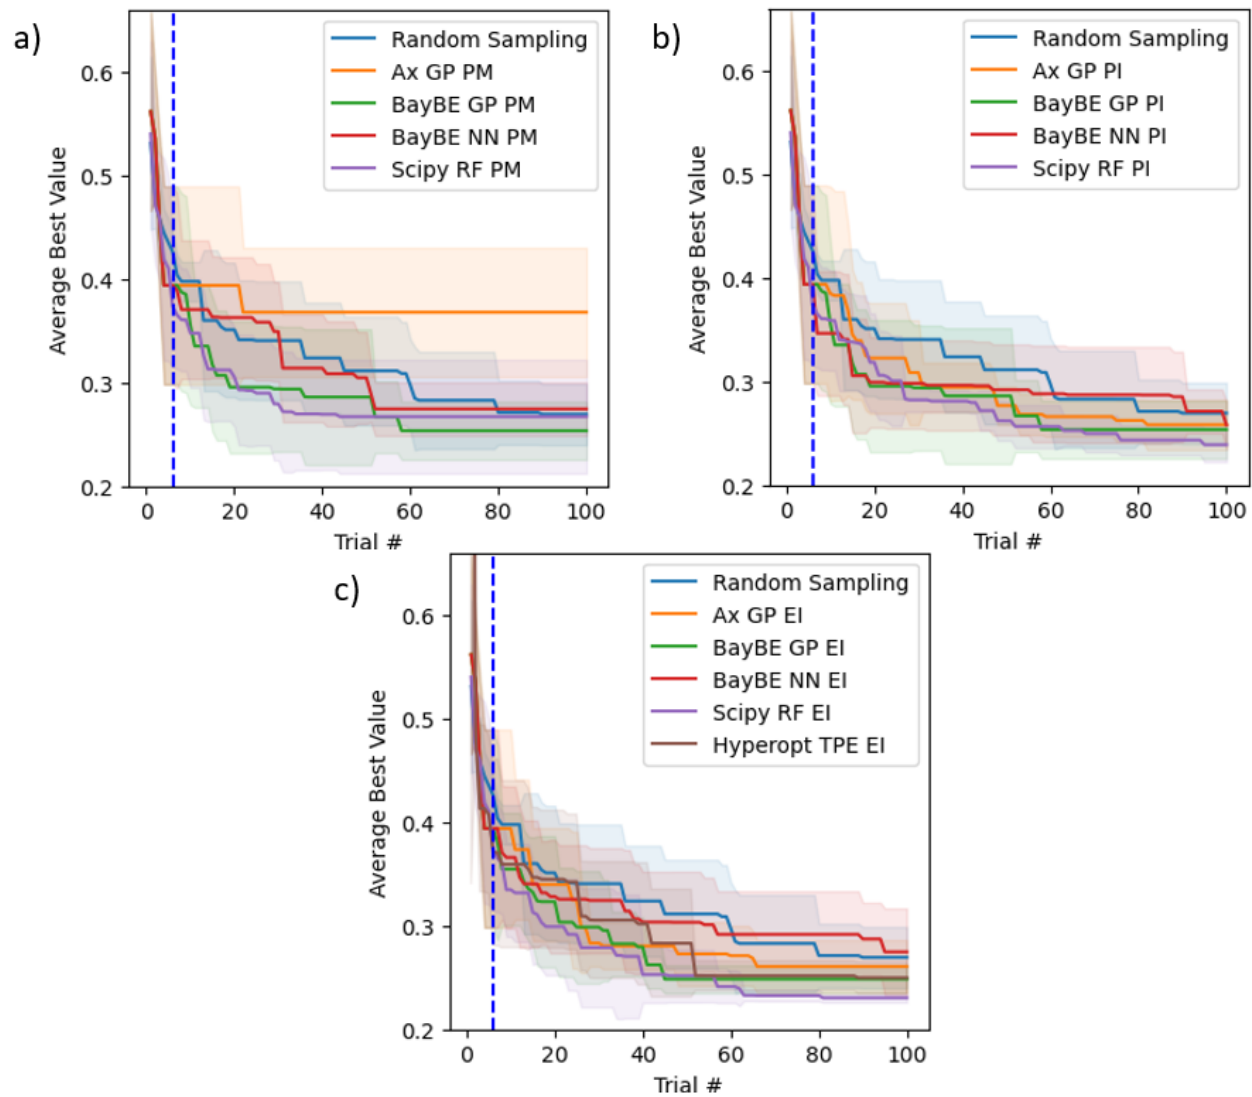 a)
Random Sampling
Ax GP PM
BayBE GP PM
BayBE NN PM
Scipy RF PM
0.6
0.5
0.4
0.3
0.2
Average Best Value
0 20 40 60 80 100
Trial #
b)
Random Sampling
Ax GP PI
BayBE GP PI
BayBE NN PI
Scipy RF PI
0.6
0.5
0.4
0.3
0.2
Average Best Value
0 20 40 60 80 100
Trial #
c)
Random Sampling
Ax GP EI
BayBE GP EI
BayBE NN EI
Scipy RF EI
Hyperopt TPE EI
0.6
0.5
0.4
0.3
0.2
Average Best Value
0 20 40 60 80 100
Trial #